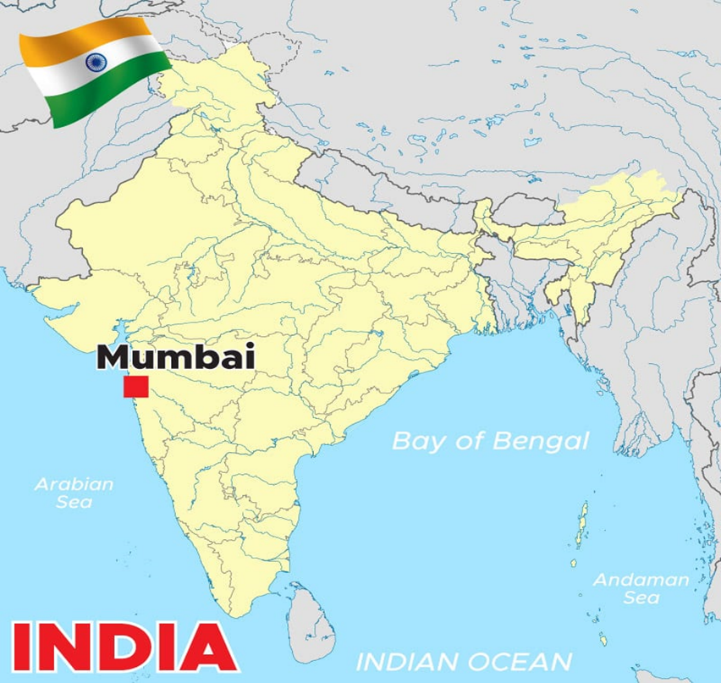 Mumbai
Bay of Bengal
Arabian
Sea
Andaman
Sea
INDIA
INDIAN OCEAN